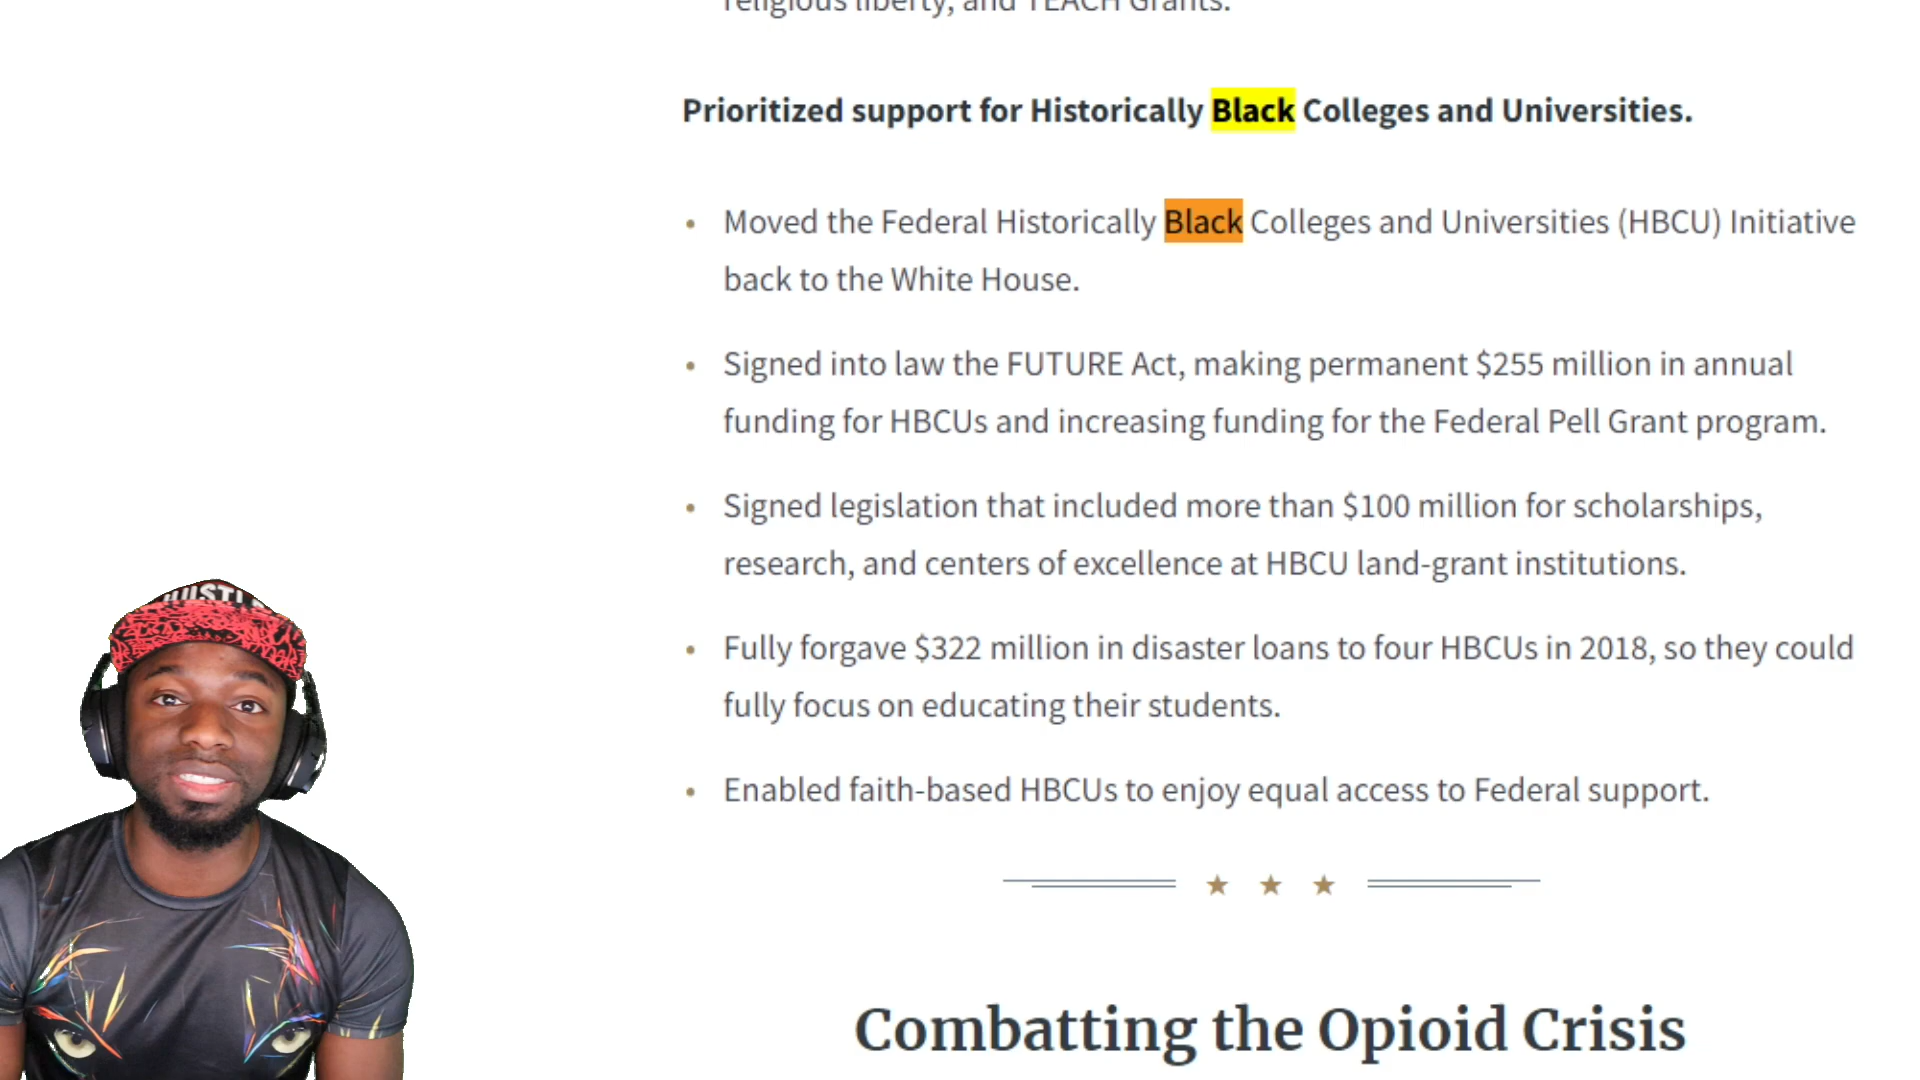 religious liberty, and TEACH Grants.
Prioritized support for Historically Black Colleges and Universities.
• Moved the Federal Historically Black Colleges and Universities (HBCU) Initiative
back to the White House.
• Signed into law the FUTURE Act, making permanent $255 million in annual
funding for HBCUs and increasing funding for the Federal Pell Grant program.
• Signed legislation that included more than $100 million for scholarships,
research, and centers of excellence at HBCU land-grant institutions.
• Fully forgave $322 million in disaster loans to four HBCUs in 2018, so they could
fully focus on educating their students.
• Enabled faith-based HBCUs to enjoy equal access to Federal support.
Combatting the Opioid Crisis